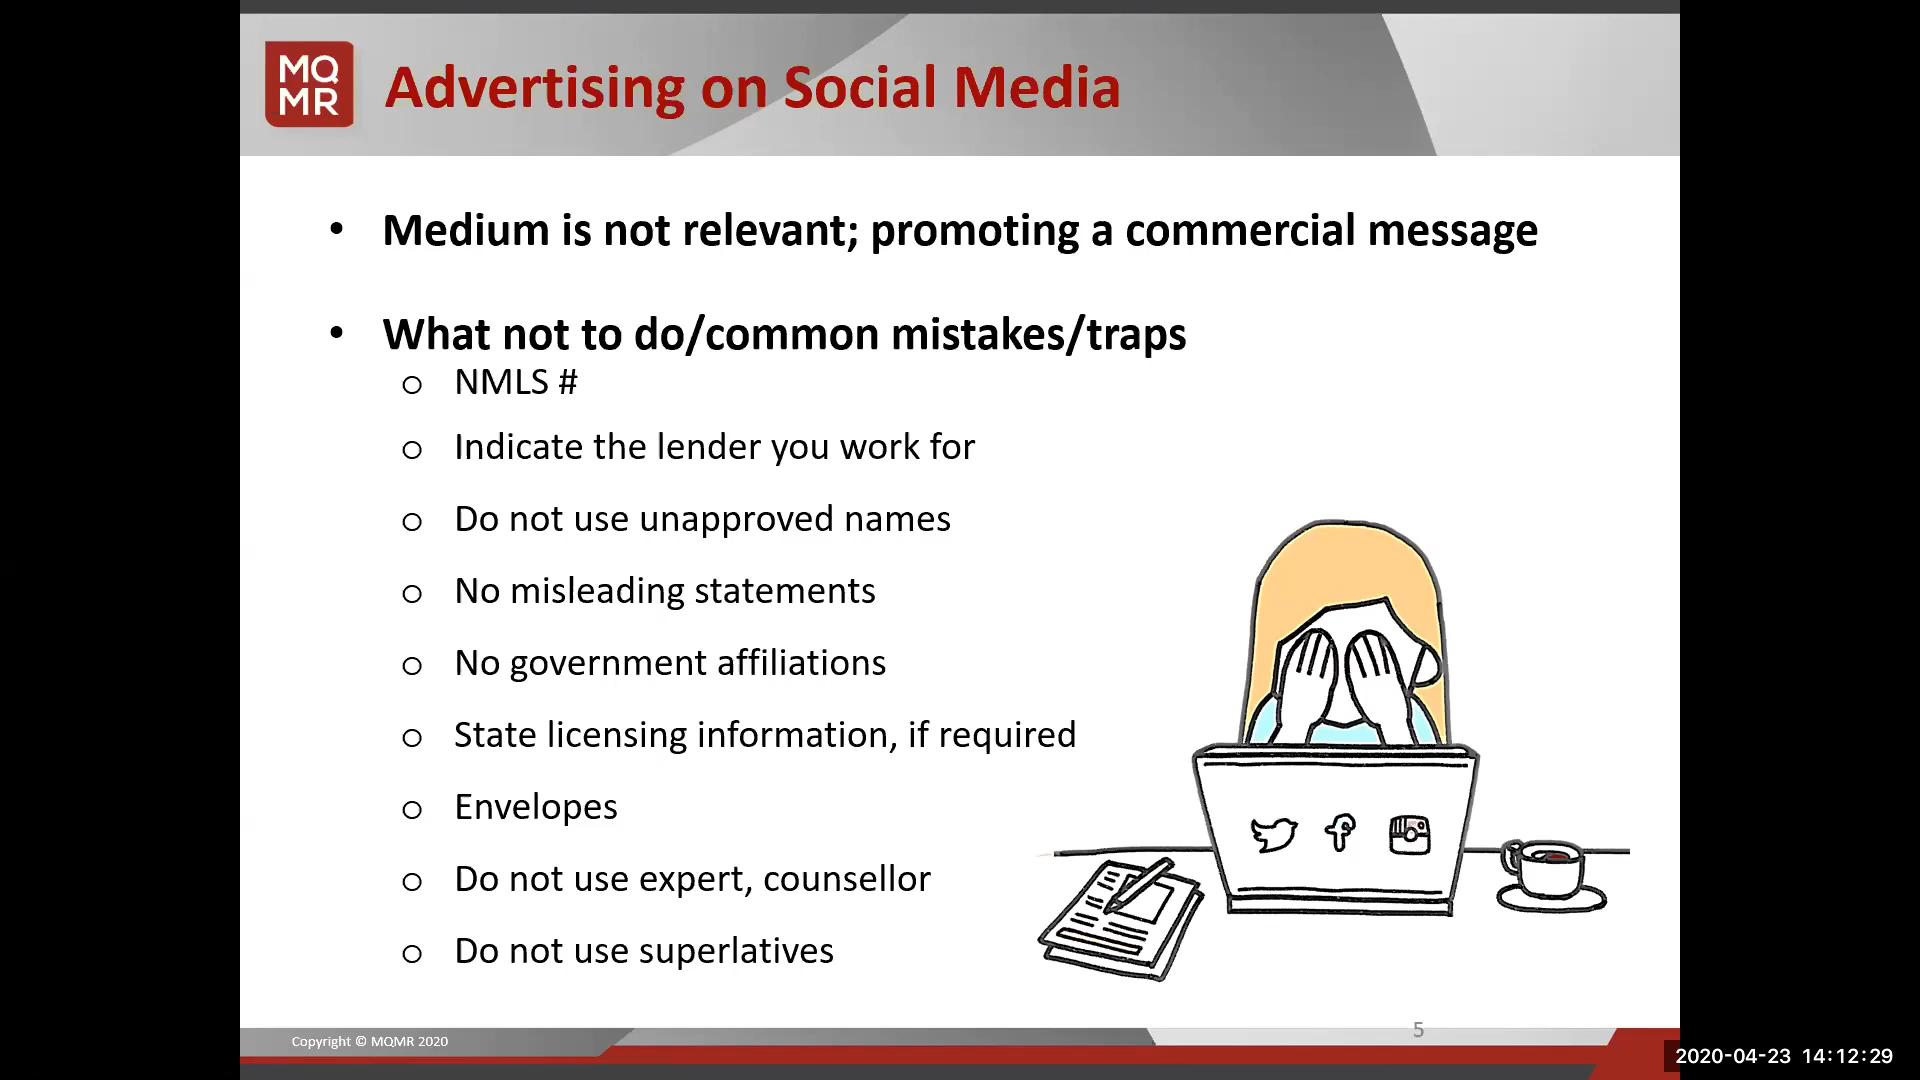 MQ
MR
Advertising on Social Media
• Medium is not relevant; promoting a commercial message
• What not to do/common mistakes/traps
o NMLS #
o Indicate the lender you work for
o Do not use unapproved names
o No misleading statements
o No government affiliations
o State licensing information, if required
o Envelopes
o Do not use expert, counsellor
o Do not use superlatives
5
Copyright © MQMR 2020
2020-04-23 14:12:29